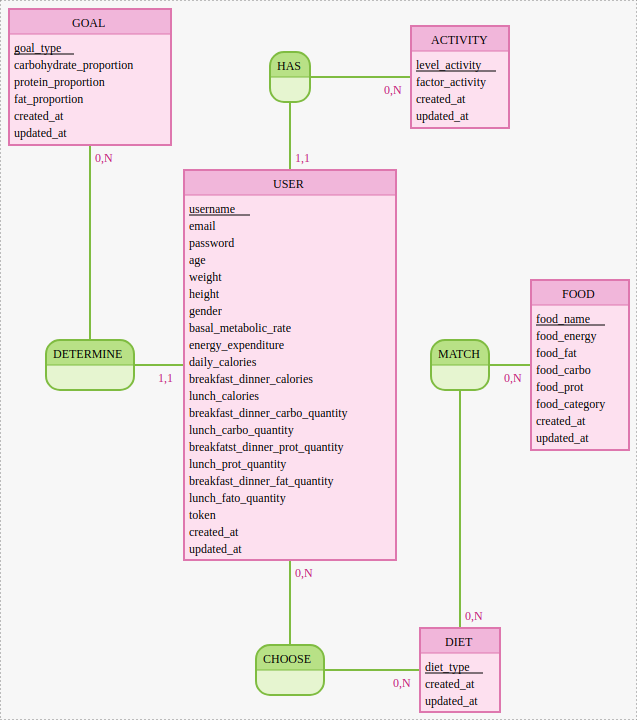 GOAL
goal_type
carbohydrate_proportion
protein_proportion
fat_proportion
created_at
updated_at
0,N
HAS
ACTIVITY
level_activity
factor_activity
created_at
updated_at
0,N
1,1
USER
username
email
password
age
weight
height
gender
basal_metabolic_rate
energy_expenditure
daily_calories
breakfast_dinner_calories
lunch_calories
breakfast_dinner_carbo_quantity
lunch_carbo_quantity
breakfatst_dinner_prot_quantity
lunch_prot_quantity
breakfast_dinner_fat_quantity
lunch_fato_quantity
token
created_at
updated_at
DETERMINE
1,1
MATCH
0,N
FOOD
food_name
food_energy
food_fat
food_carbo
food_prot
food_category
created_at
updated_at
0,N
0,N
CHOOSE
0,N
DIET
diet_type
created_at
updated_at